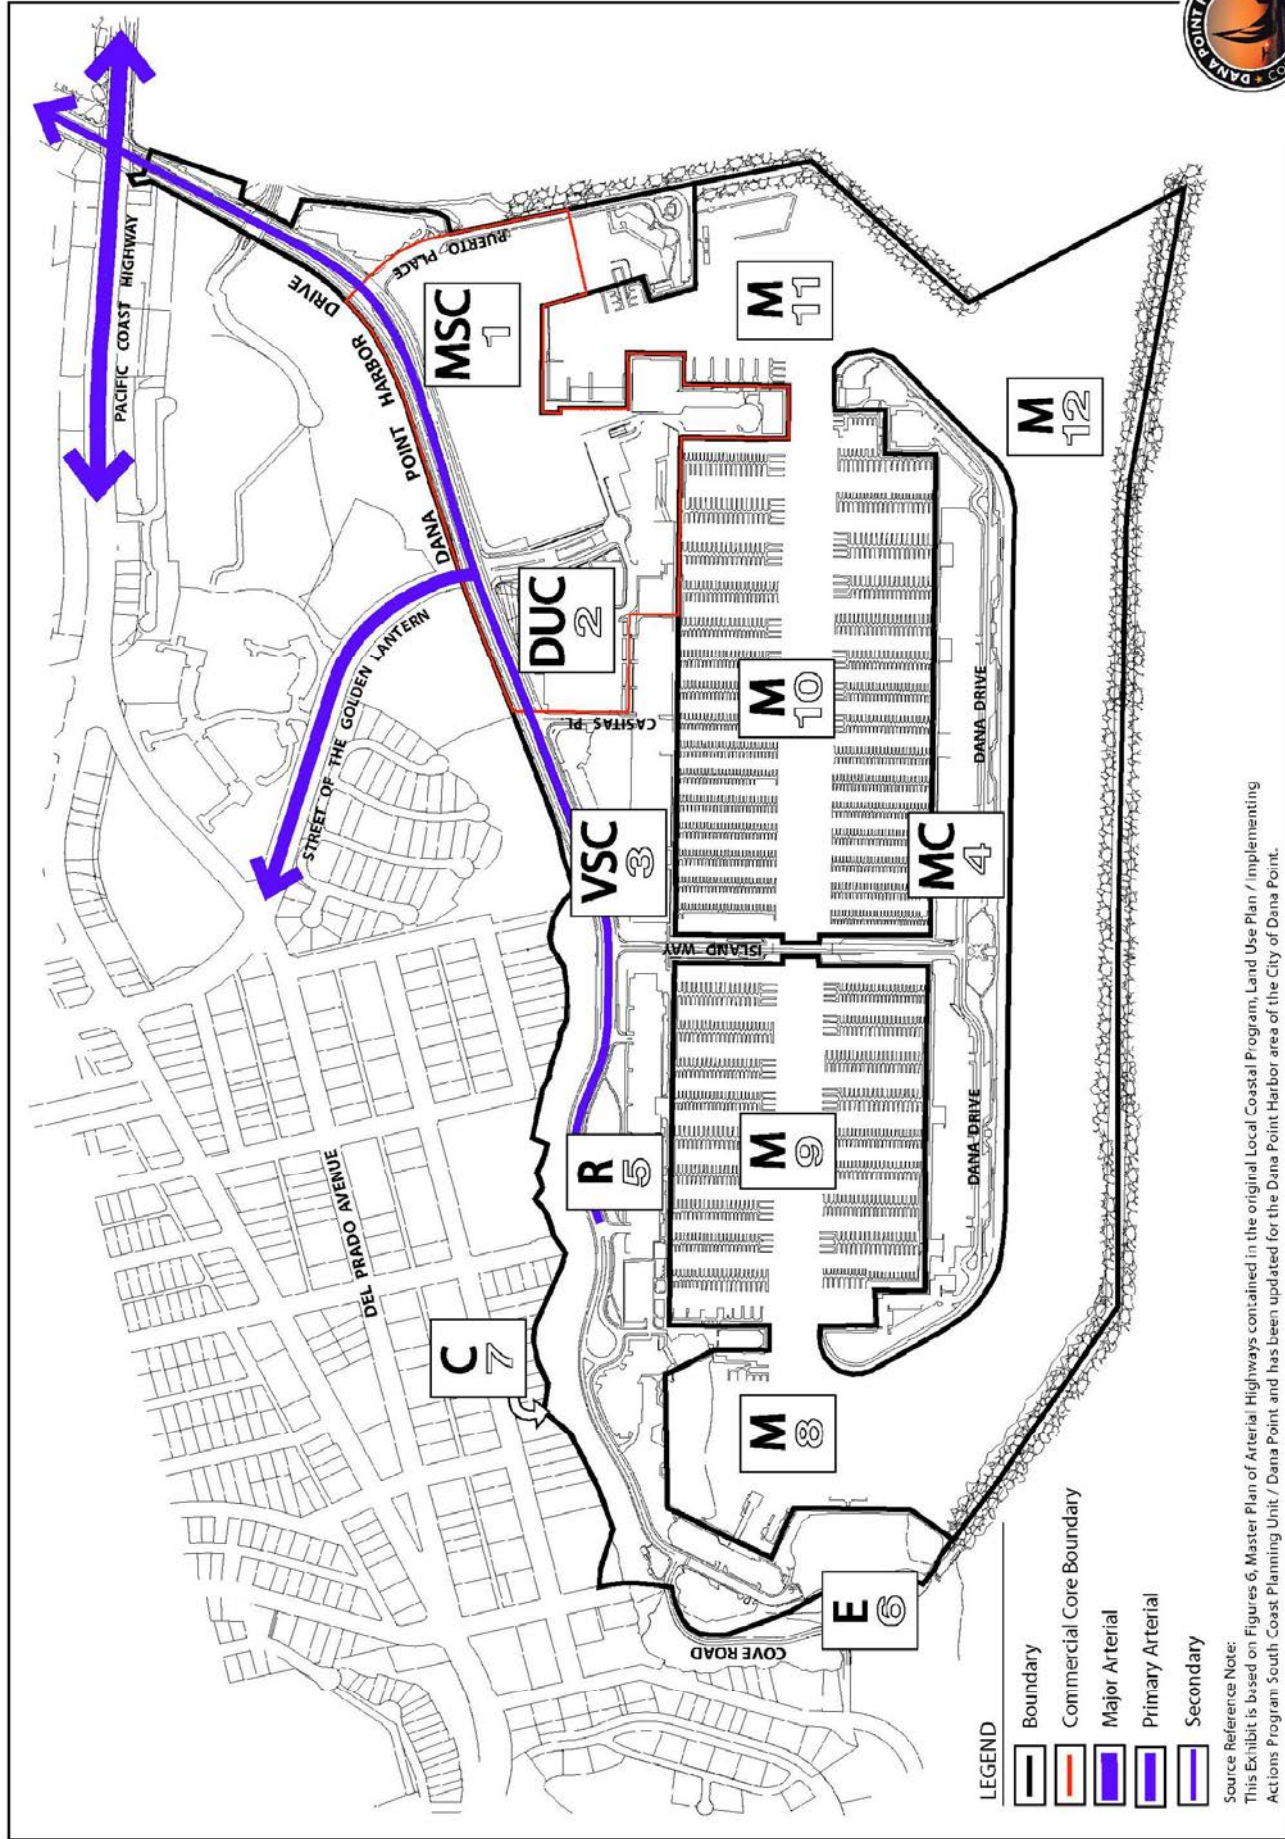 PACIFIC COAST HIGHWAY
DANA POINT HARBOR DRIVE
STREET OF THE GOLDEN LANTERN
DEL PRADO AVENUE
PUERTO PLACE
CASITAS PL.
ISLAND WAY
DANA DRIVE
DANA DRIVE
COVE ROAD
MSC
1
DUC
2
VSC
3
MC
4
R
5
E
6
C
7
M
8
M
9
M
10
M
11
M
12
DANA POINT
LEGEND
Boundary
Commercial Core Boundary
Major Arterial
Primary Arterial
Secondary
Source Reference Note:
This Exhibit is based on Figures 6, Master Plan of Arterial Highways contained in the original Local Coastal Program, Land Use Plan / Implementing
Actions Program South Coast Planning Unit / Dana Point and has been updated for the Dana Point Harbor area of the City of Dana Point.